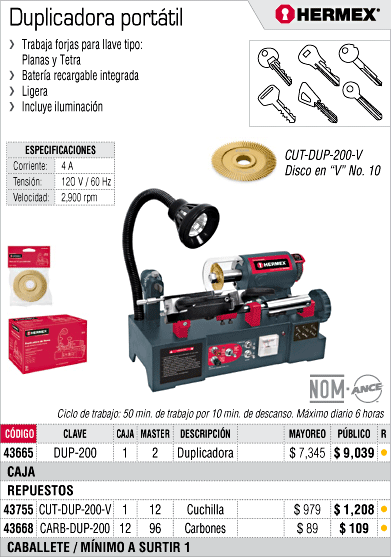 Duplicadora portátil
HERMEX®
Trabaja forjas para llave tipo:
Planas y Tetra
Batería recargable integrada
Ligera
Incluye iluminación
ESPECIFICACIONES
Corriente: 4 A
Tensión: 120 V / 60 Hz
Velocidad: 2,900 rpm
CUT-DUP-200-V
Disco en “V” No. 10
HERMEX
HERMEX
HERMEX
NOM-ANCE
Ciclo de trabajo: 50 min. de trabajo por 10 min. de descanso. Máximo diario 6 horas
CÓDIGO CLAVE CAJA MASTER DESCRIPCIÓN MAYOREO PÚBLICO R
43665 DUP-200 1 2 Duplicadora $ 7,345 $ 9,039
CAJA
REPUESTOS
43755 CUT-DUP-200-V 1 12 Cuchilla $ 979 $ 1,208
43668 CARB-DUP-200 12 96 Carbones $ 89 $ 109
CABALLETE / MÍNIMO A SURTIR 1